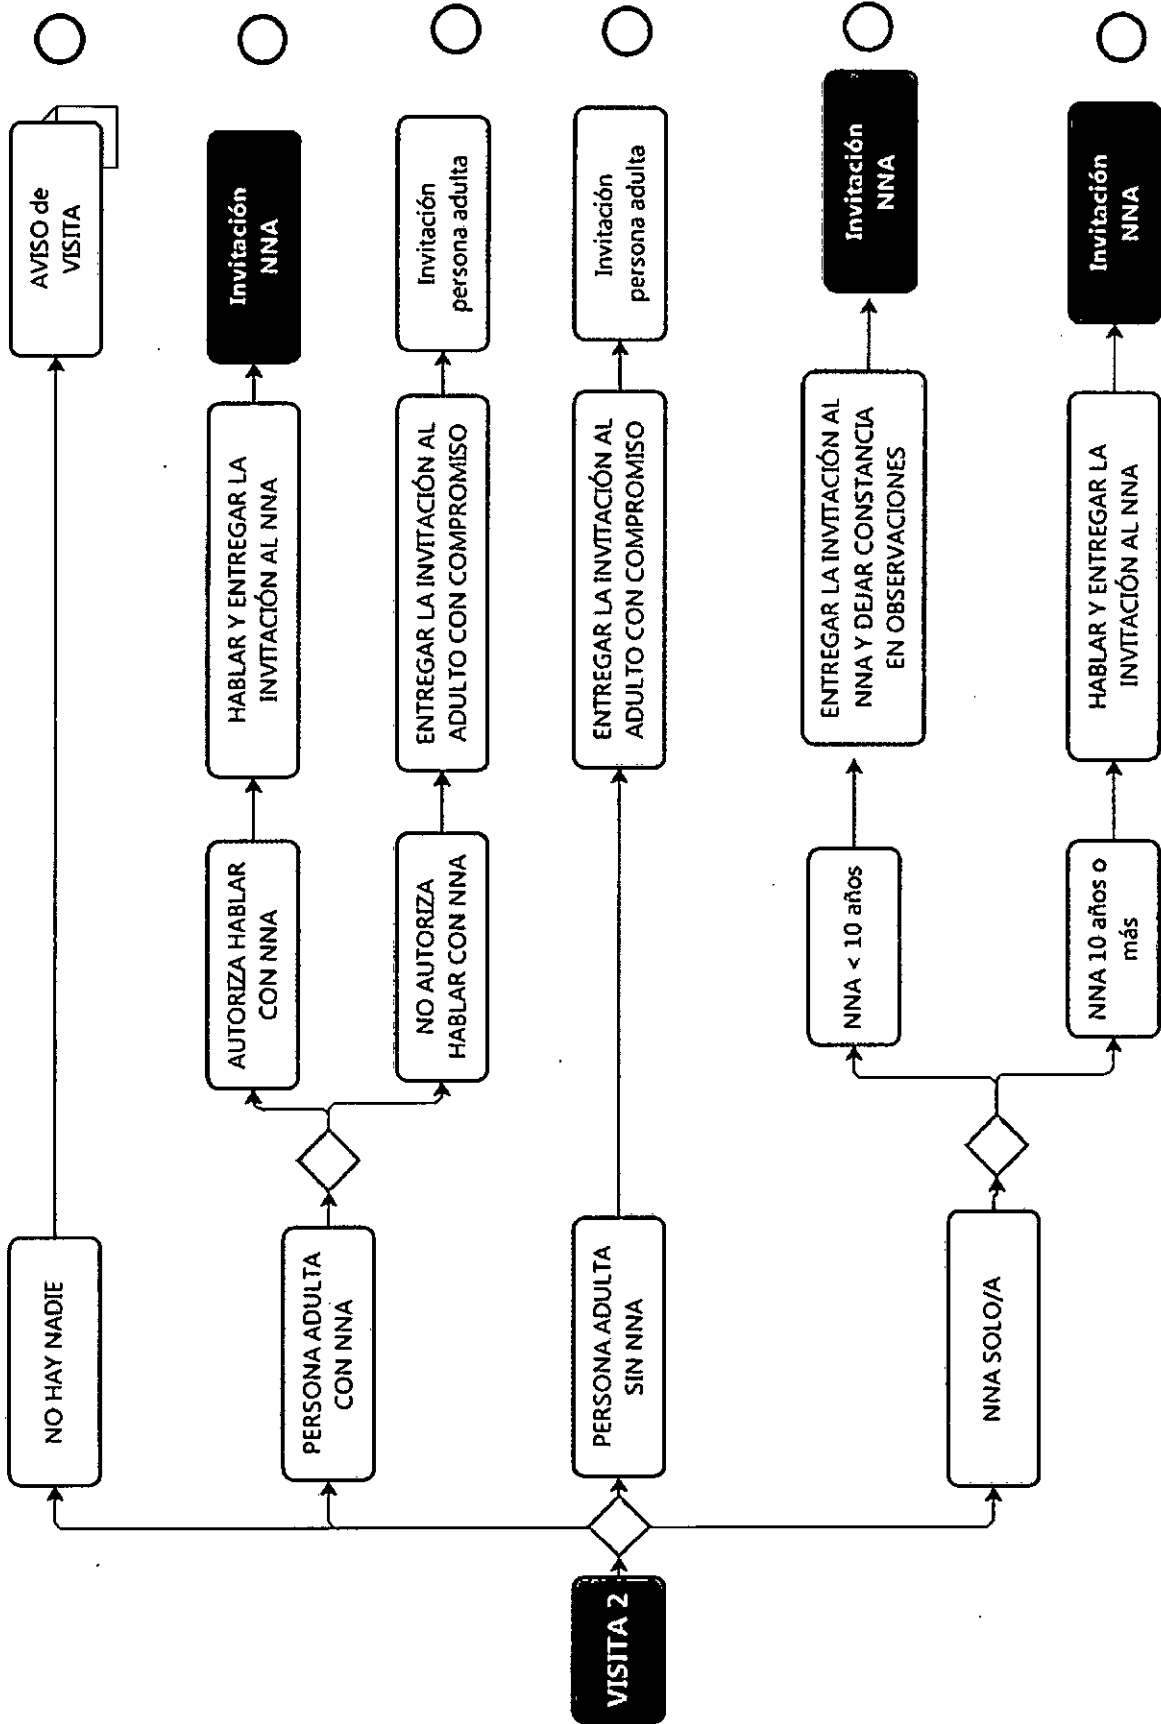 VISITA 2
NO HAY NADIE
AVISO de
VISITA
PERSONA ADULTA
CON NNA
AUTORIZA HABLAR
CON NNA
HABLAR Y ENTREGAR LA
INVITACIÓN AL NNA
Invitación
NNA
NO AUTORIZA
HABLAR CON NNA
ENTREGAR LA INVITACIÓN AL
ADULTO CON COMPROMISO
Invitación
persona adulta
PERSONA ADULTA
SIN NNA
ENTREGAR LA INVITACIÓN AL
ADULTO CON COMPROMISO
Invitación
persona adulta
NNA SOLO/A
NNA < 10 años
ENTREGAR LA INVITACIÓN AL
NNA Y DEJAR CONSTANCIA
EN OBSERVACIONES
Invitación
NNA
NNA 10 años o
más
HABLAR Y ENTREGAR LA
INVITACIÓN AL NNA
Invitación
NNA